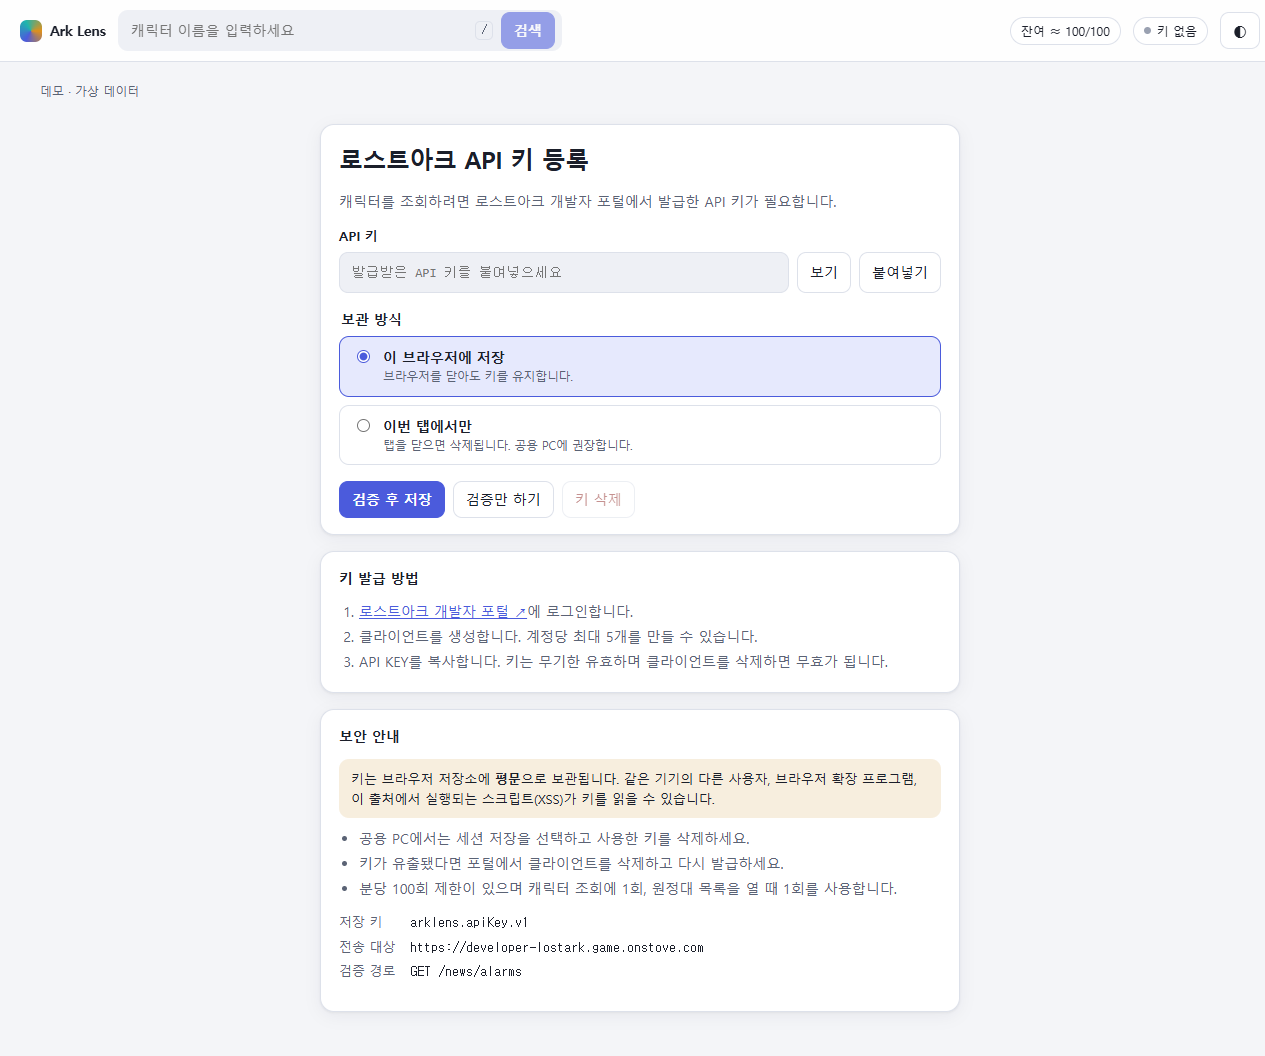 Ark Lens
캐릭터 이름을 입력하세요
/
검색
잔여 ≈ 100/100
키 없음
데모 · 가상 데이터
로스트아크 API 키 등록
캐릭터를 조회하려면 로스트아크 개발자 포털에서 발급한 API 키가 필요합니다.
API 키
발급받은 API 키를 붙여넣으세요
보기
붙여넣기
보관 방식
이 브라우저에 저장
브라우저를 닫아도 키를 유지합니다.
이번 탭에서만
탭을 닫으면 삭제됩니다. 공용 PC에 권장합니다.
검증 후 저장
검증만 하기
키 삭제
키 발급 방법
1. 로스트아크 개발자 포털 ↗에 로그인합니다.
2. 클라이언트를 생성합니다. 계정당 최대 5개를 만들 수 있습니다.
3. API KEY를 복사합니다. 키는 무기한 유효하며 클라이언트를 삭제하면 무효가 됩니다.
보안 안내
키는 브라우저 저장소에 평문으로 보관됩니다. 같은 기기의 다른 사용자, 브라우저 확장 프로그램,
이 출처에서 실행되는 스크립트(XSS)가 키를 읽을 수 있습니다.
• 공용 PC에서는 세션 저장을 선택하고 사용한 키를 삭제하세요.
• 키가 유출됐다면 포털에서 클라이언트를 삭제하고 다시 발급하세요.
• 분당 100회 제한이 있으며 캐릭터 조회에 1회, 원정대 목록을 열 때 1회를 사용합니다.
저장 키 arklens.apiKey.v1
전송 대상 https://developer-lostark.game.onstove.com
검증 경로 GET /news/alarms